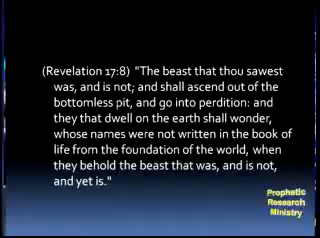 (Revelation 17:8)  "The beast that thou sawest
was, and is not; and shall ascend out of the
bottomless pit, and go into perdition: and
they that dwell on the earth shall wonder,
whose names were not written in the book of
life from the foundation of the world, when
they behold the beast that was, and is not,
and yet is."
Prophetic
Research
Ministry